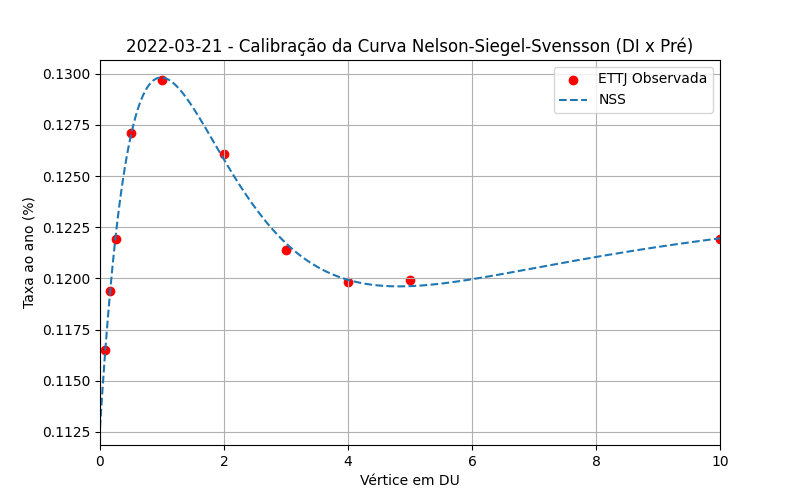 2022-03-21 - Calibração da Curva Nelson-Siegel-Svensson (DI x Pré)
ETTJ Observada
NSS
Taxa ao ano (%)
0.1300
0.1275
0.1250
0.1225
0.1200
0.1175
0.1150
0.1125
0 2 4 6 8 10
Vértice em DU